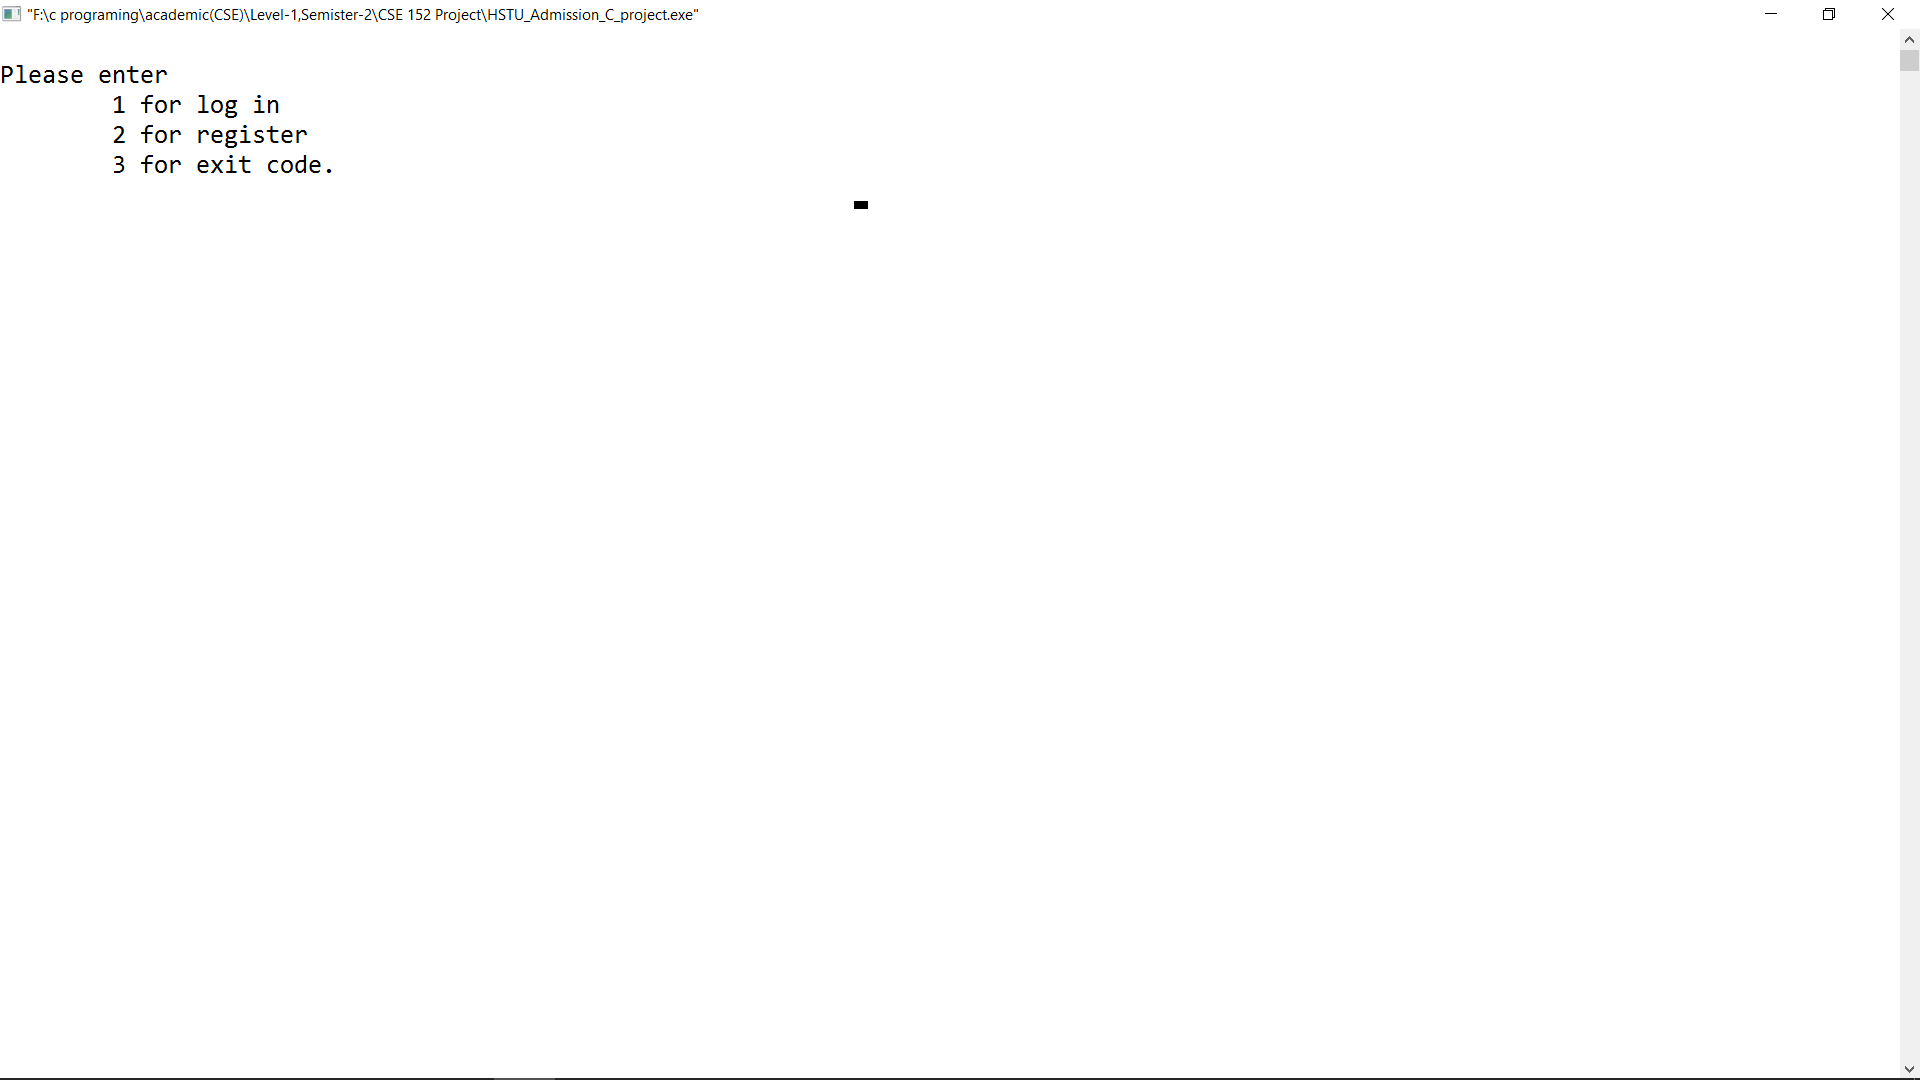 "F:\c programing\academic(CSE)\Level-1,Semister-2\CSE 152 Project\HSTU_Admission_C_project.exe"
Please enter
1 for log in
2 for register
3 for exit code.